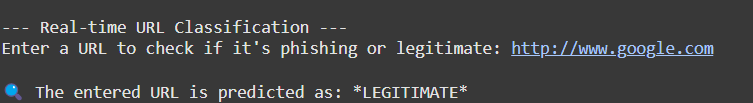 --- Real-time URL Classification ---
Enter a URL to check if it's phishing or legitimate: http://www.google.com
🔍 The entered URL is predicted as: *LEGITIMATE*